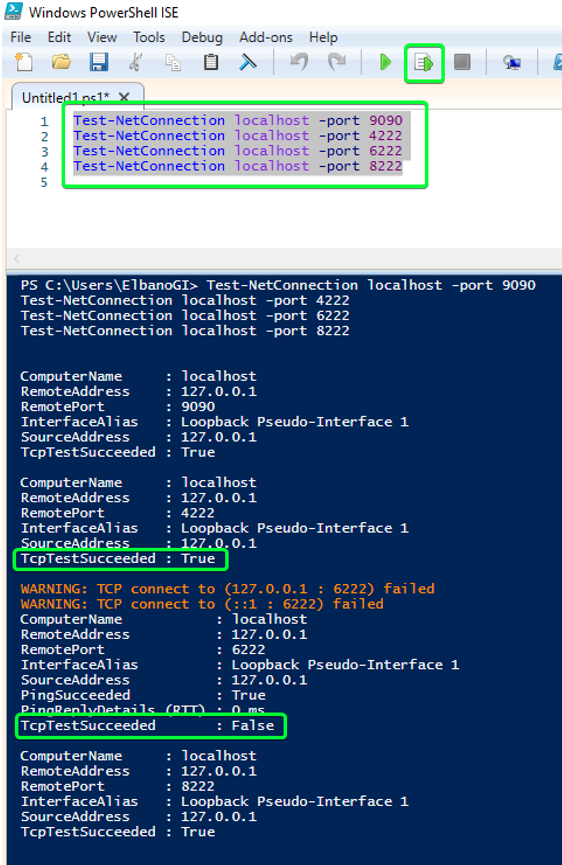 Windows PowerShell ISE
File Edit View Tools Debug Add-ons Help
Untitled1.ps1* X
1 Test-NetConnection localhost -port 9090
2 Test-NetConnection localhost -port 4222
3 Test-NetConnection localhost -port 6222
4 Test-NetConnection localhost -port 8222
5
PS C:\Users\ElbanoGI> Test-NetConnection localhost -port 9090
Test-NetConnection localhost -port 4222
Test-NetConnection localhost -port 6222
Test-NetConnection localhost -port 8222
ComputerName : localhost
RemoteAddress : 127.0.0.1
RemotePort : 9090
InterfaceAlias : Loopback Pseudo-Interface 1
SourceAddress : 127.0.0.1
TcpTestSucceeded : True
ComputerName : localhost
RemoteAddress : 127.0.0.1
RemotePort : 4222
InterfaceAlias : Loopback Pseudo-Interface 1
SourceAddress : 127.0.0.1
TcpTestSucceeded : True
WARNING: TCP connect to (127.0.0.1 : 6222) failed
WARNING: TCP connect to (::1 : 6222) failed
ComputerName : localhost
RemoteAddress : 127.0.0.1
RemotePort : 6222
InterfaceAlias : Loopback Pseudo-Interface 1
SourceAddress : 127.0.0.1
PingSucceeded : True
PingReplyDetails (RTT) : 0 ms
TcpTestSucceeded : False
ComputerName : localhost
RemoteAddress : 127.0.0.1
RemotePort : 8222
InterfaceAlias : Loopback Pseudo-Interface 1
SourceAddress : 127.0.0.1
TcpTestSucceeded : True